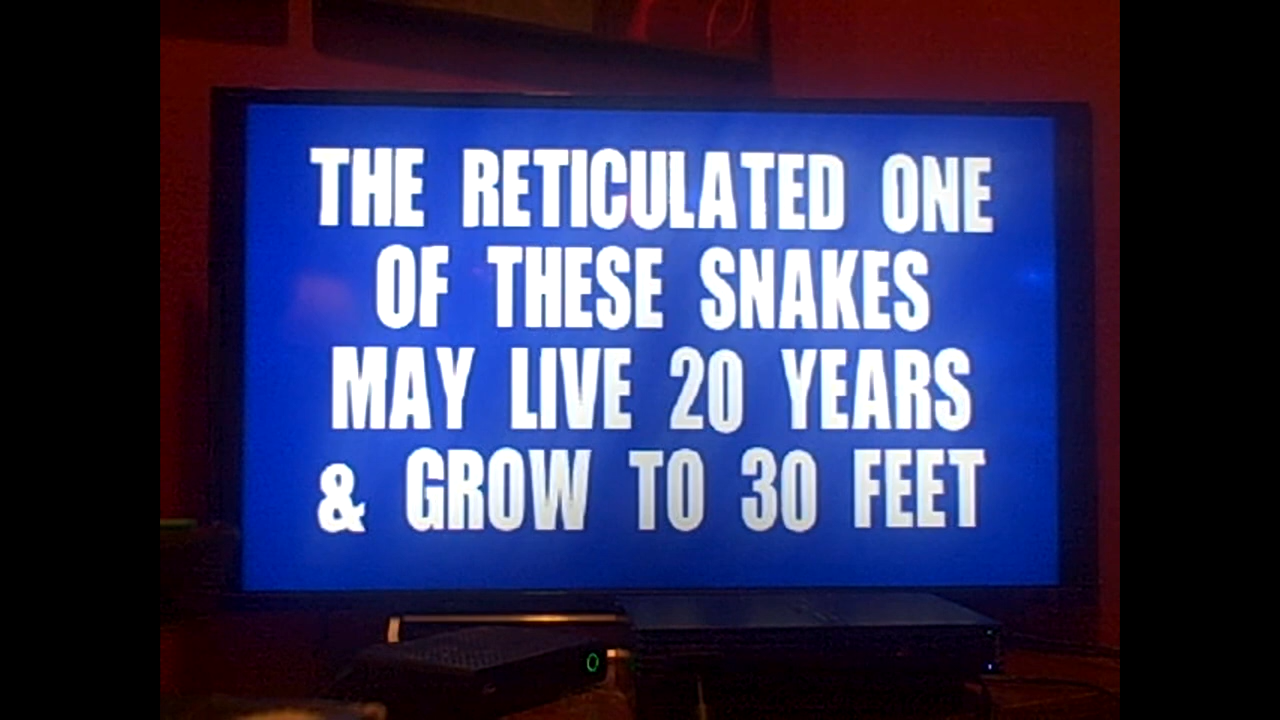 THE RETICULATED ONE
OF THESE SNAKES
MAY LIVE 20 YEARS
& GROW TO 30 FEET